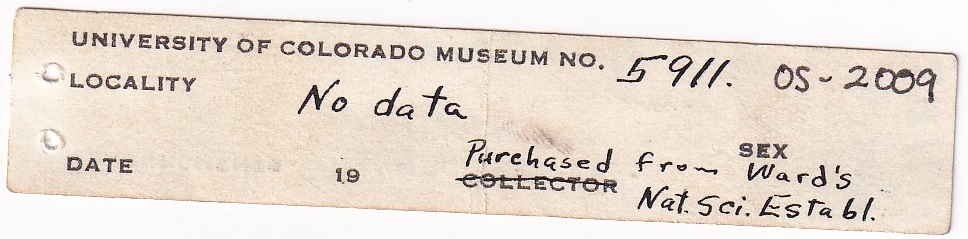 UNIVERSITY OF COLORADO MUSEUM NO. 5911. OS-2009
LOCALITY No data
SEX
DATE 19 Purchased from Ward's
COLLECTOR Nat. Sci. Establ.